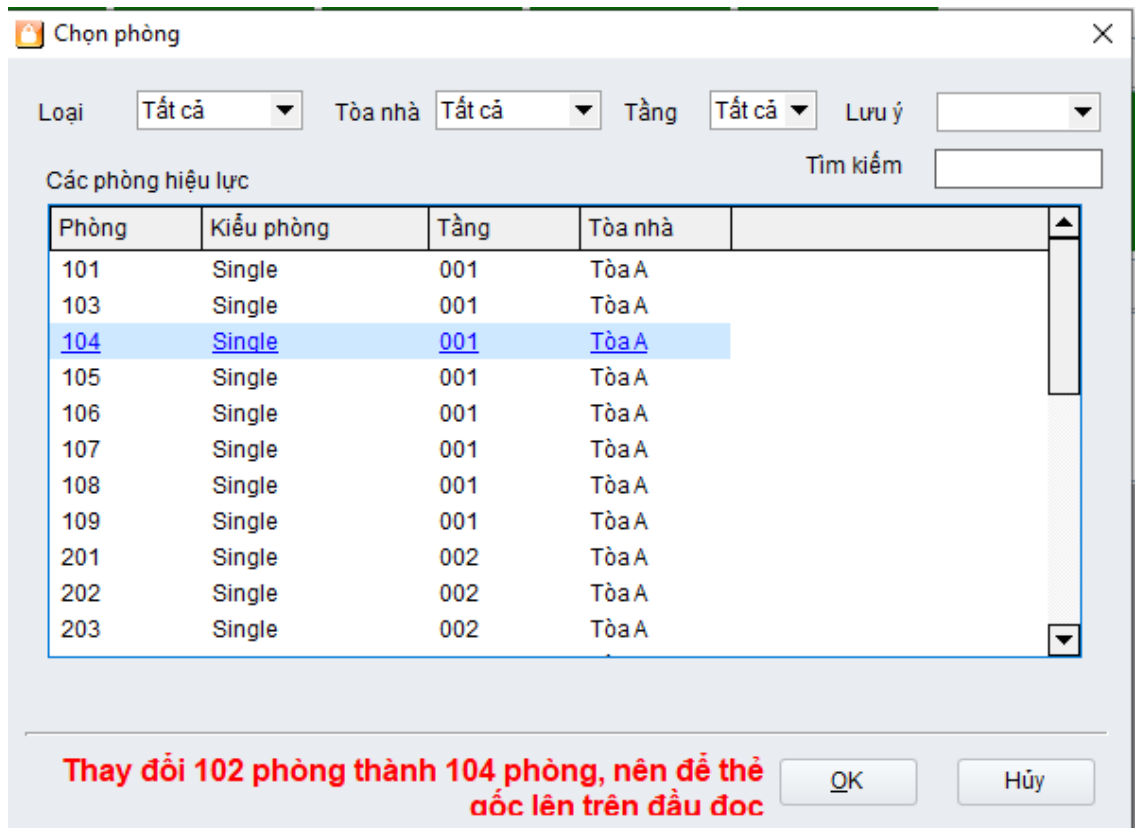 Chọn phòng
Loại Tất cả Tòa nhà Tất cả Tầng Tất cả Lưu ý
Tìm kiếm
Các phòng hiệu lực
Phòng Kiểu phòng Tầng Tòa nhà
101 Single 001 Tòa A
103 Single 001 Tòa A
104 Single 001 Tòa A
105 Single 001 Tòa A
106 Single 001 Tòa A
107 Single 001 Tòa A
108 Single 001 Tòa A
109 Single 001 Tòa A
201 Single 002 Tòa A
202 Single 002 Tòa A
203 Single 002 Tòa A
Thay đổi 102 phòng thành 104 phòng, nên để thẻ
gốc lên trên đầu đọc
OK Hủy